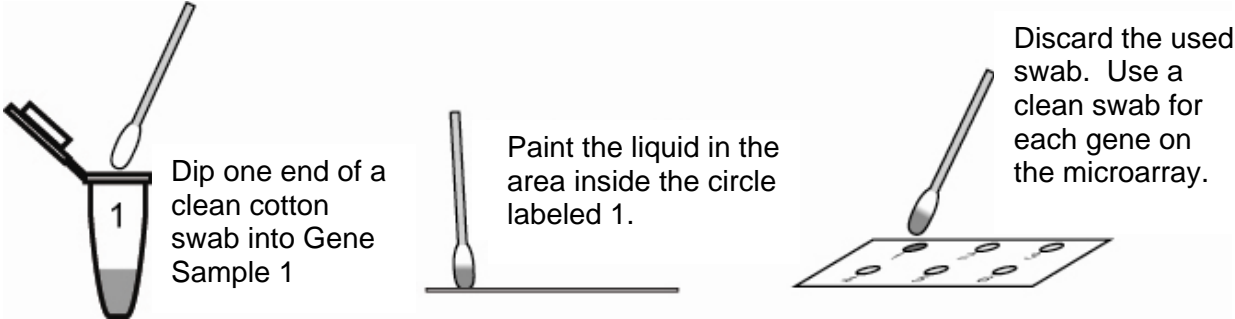 1
Dip one end of a
clean cotton
swab into Gene
Sample 1
Paint the liquid in the
area inside the circle
labeled 1.
Discard the used
swab. Use a
clean swab for
each gene on
the microarray.